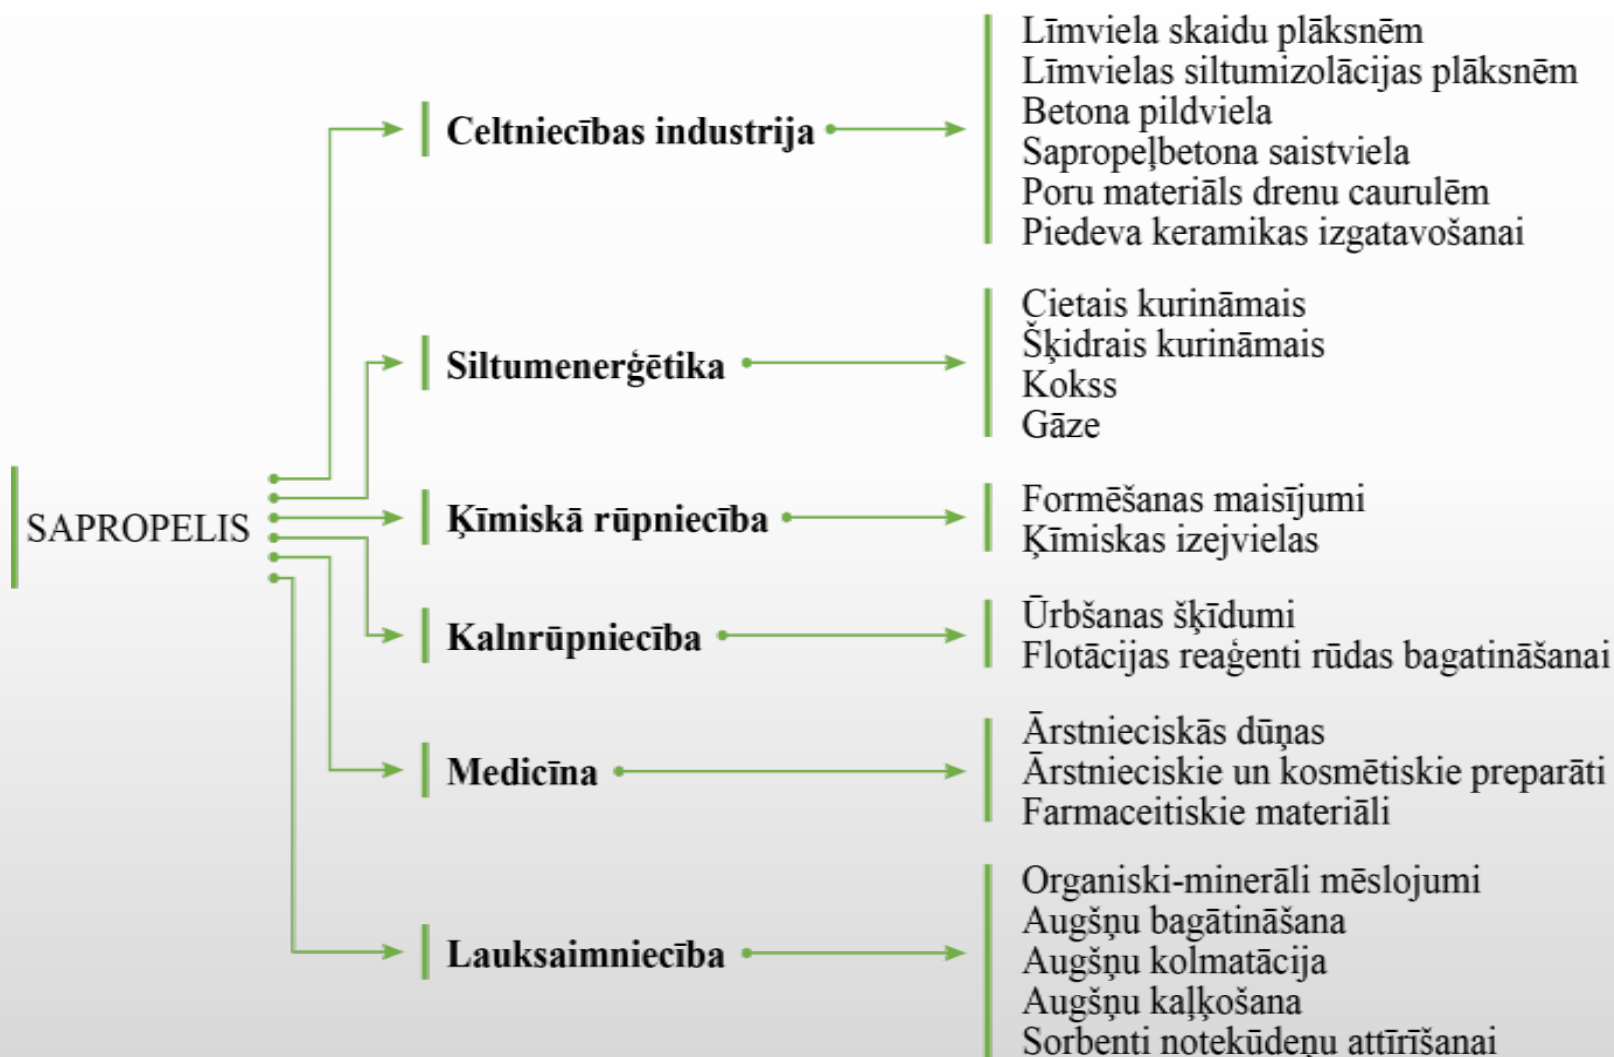 SAPROPELIS
Celtniecības industrija
Līmviela skaidu plāksnēm
Līmvielas siltumizolācijas plāksnēm
Betona pildviela
Sapropeļbetona saistviela
Poru materiāls drenu caurulēm
Piedeva keramikas izgatavošanai
Siltumenerģētika
Cietais kurināmais
Šķidrais kurināmais
Kokss
Gāze
Ķīmiskā rūpniecība
Formēšanas maisījumi
Ķīmiskas izejvielas
Kalnrūpniecība
Ūrbšanas šķīdumi
Flotācijas reaģenti rūdas bagatināšanai
Medicīna
Ārstnieciskās dūņas
Ārstnieciskie un kosmētiskie preparāti
Farmaceitiskie materiāli
Lauksaimniecība
Organiski-minerāli mēslojumi
Augšņu bagātināšana
Augšņu kolmatācija
Augšņu kaļķošana
Sorbenti notekūdeņu attīrīšanai